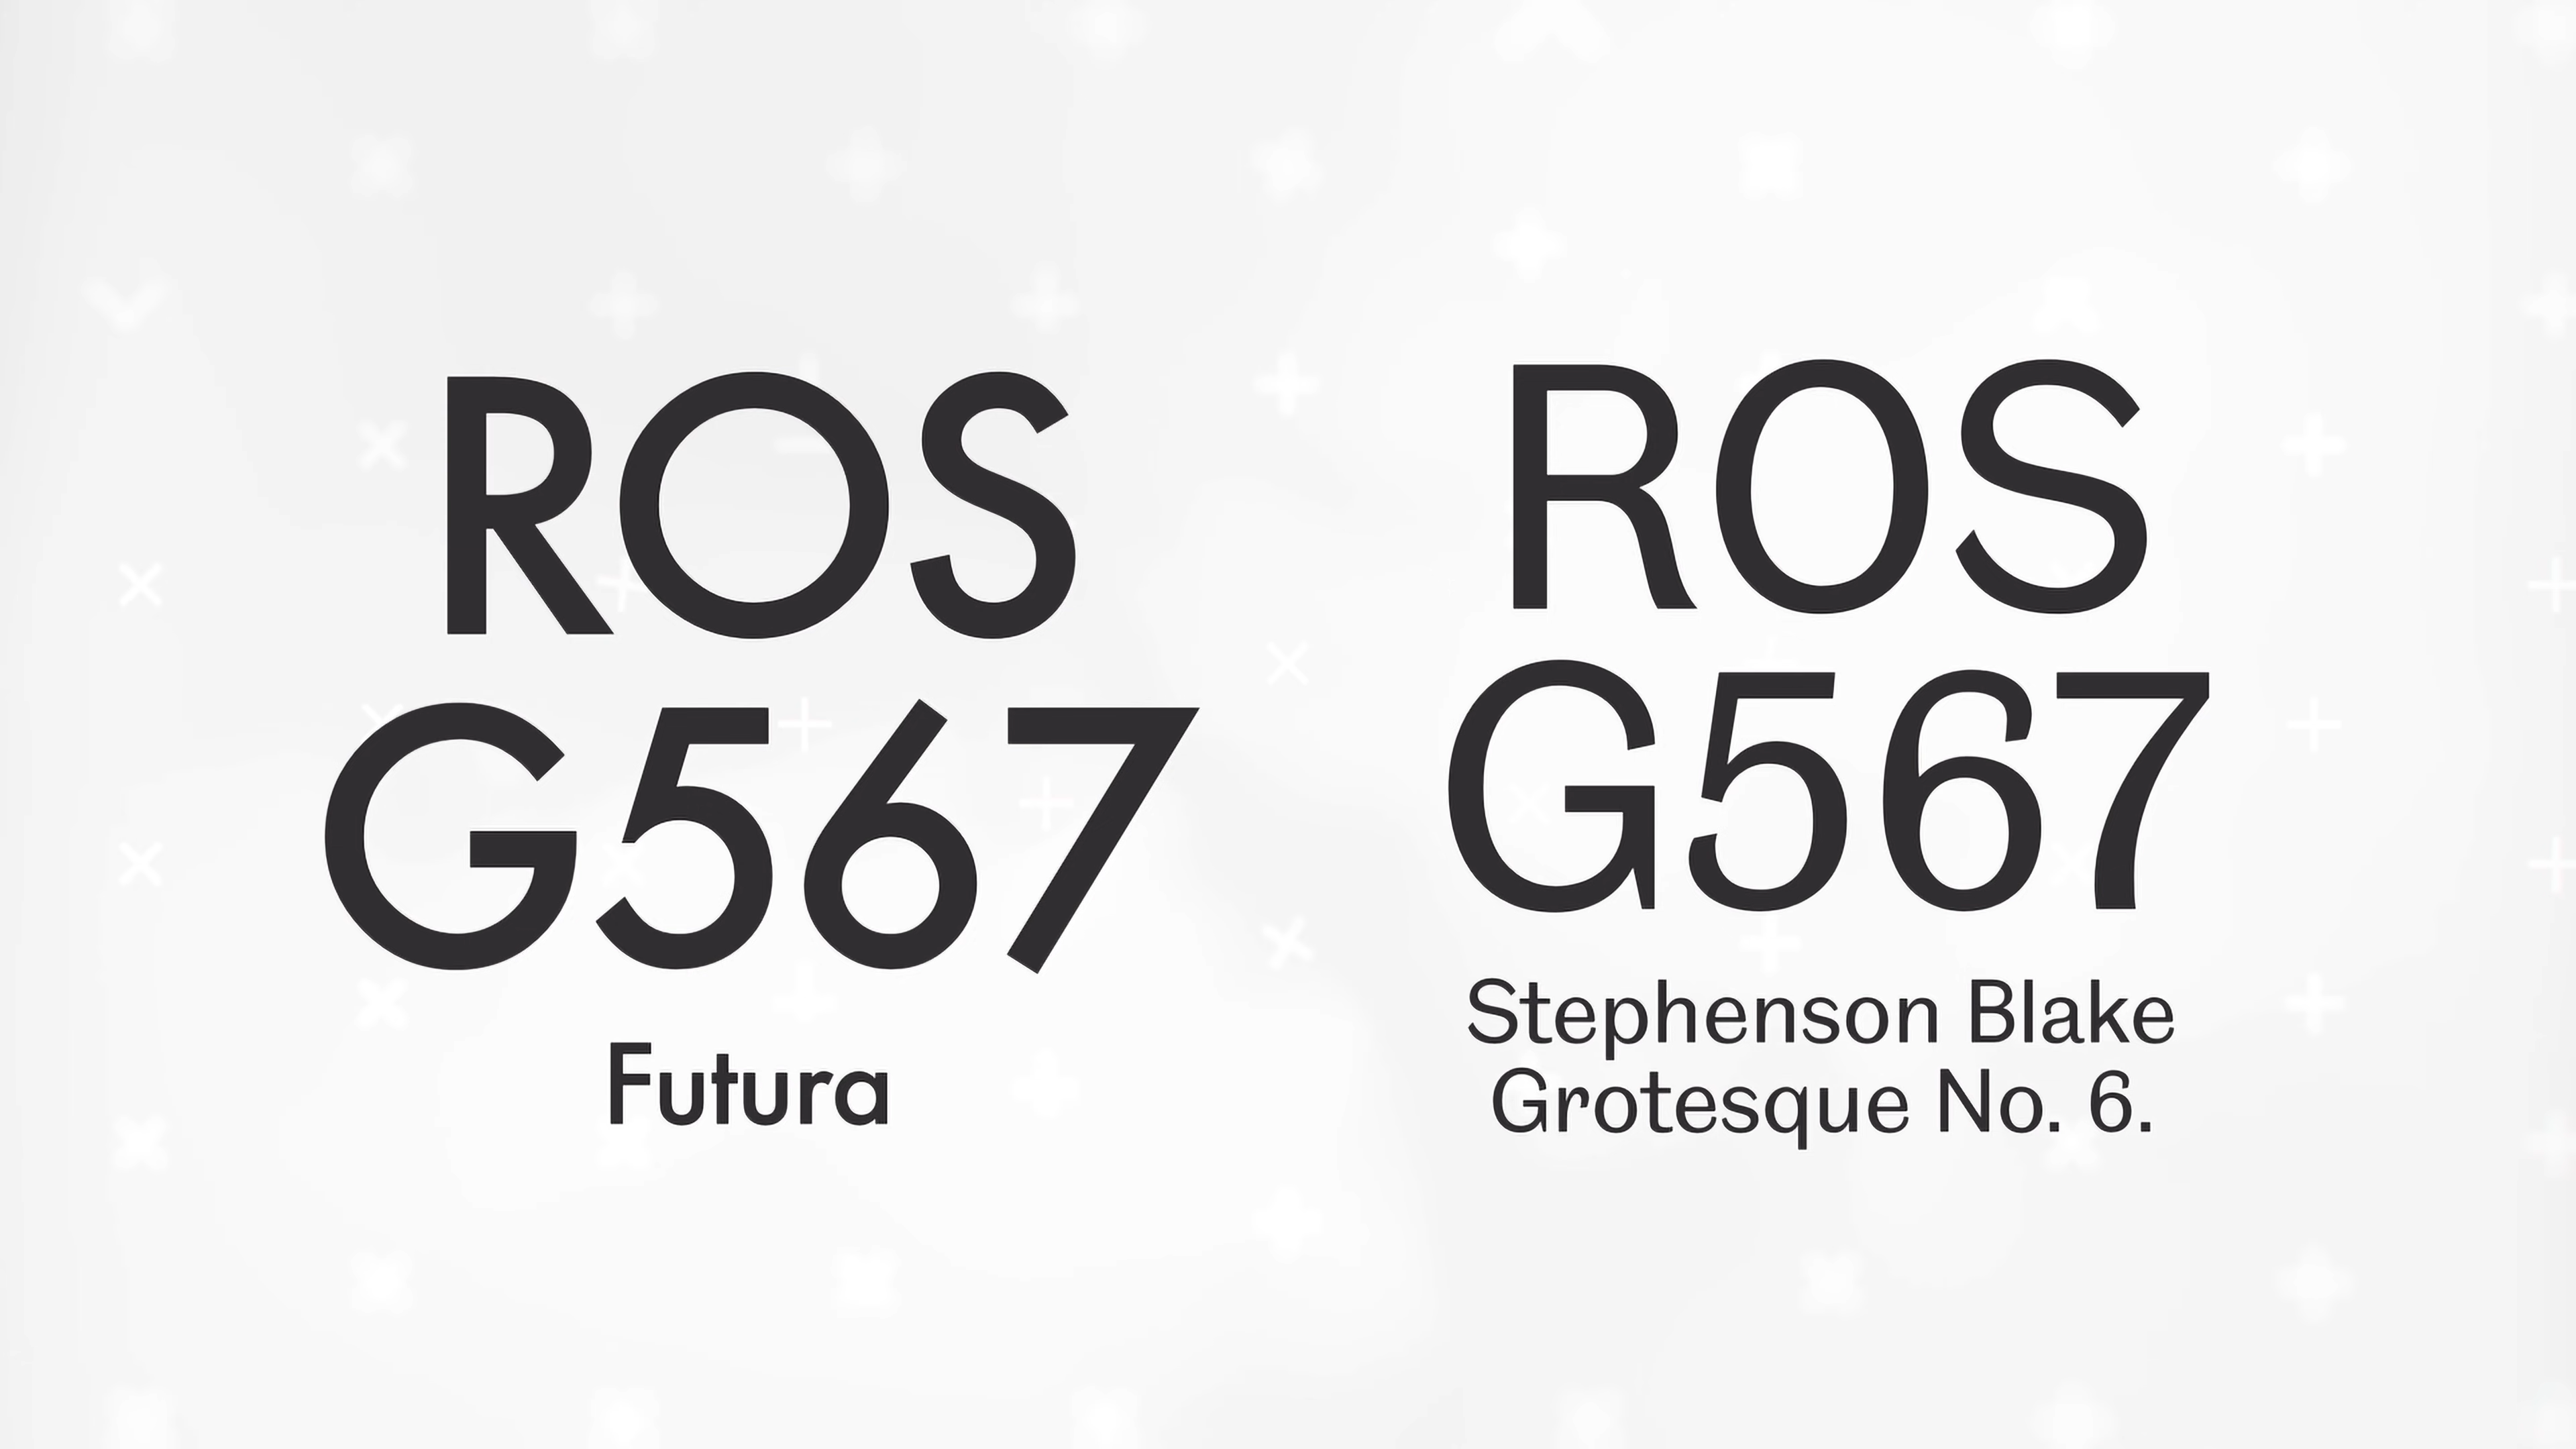 ROS
G567
Futura
ROS
G567
Stephenson Blake
Grotesque No. 6.